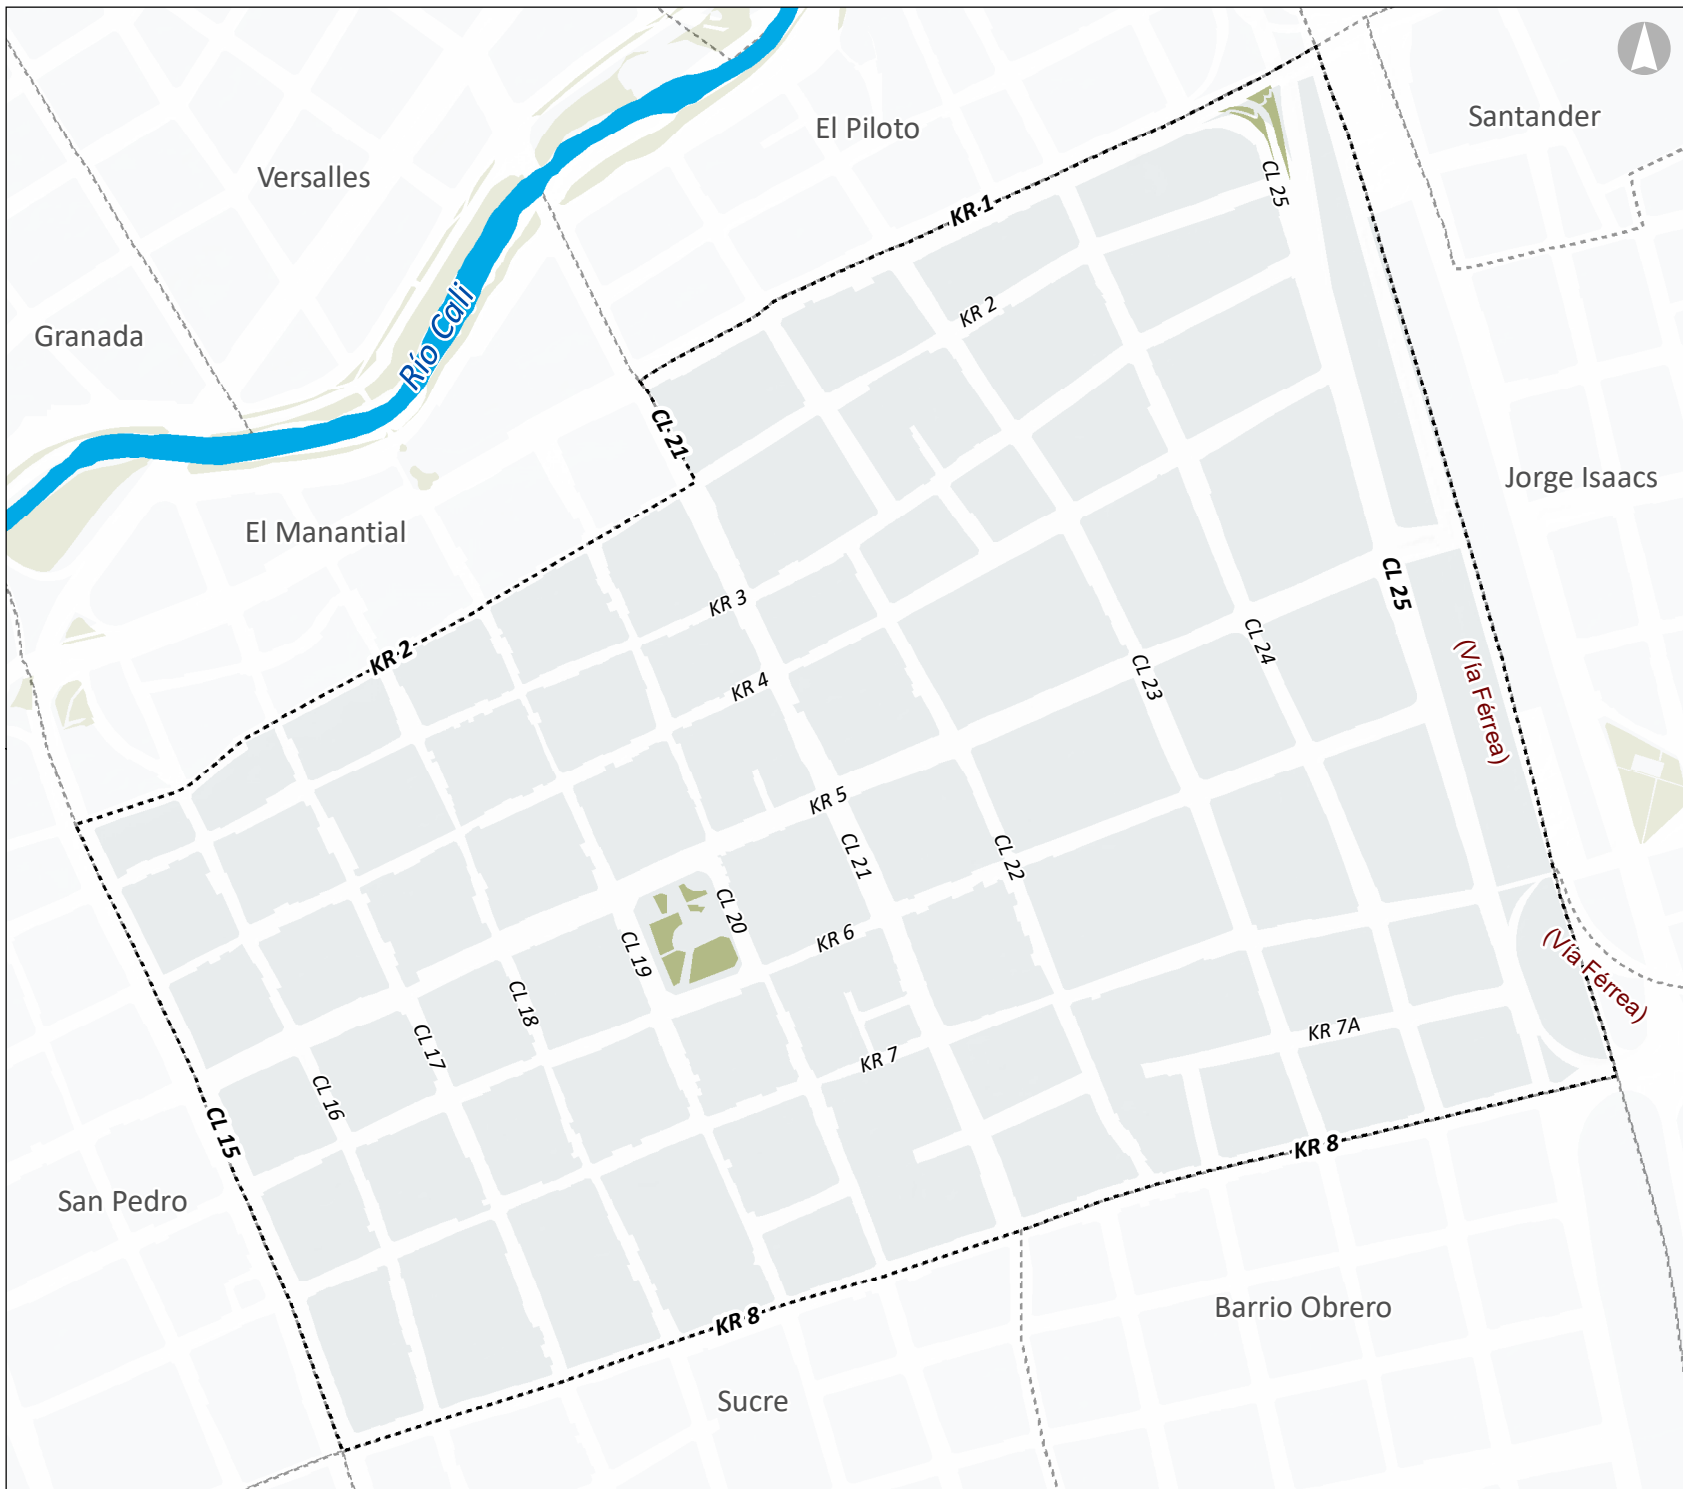 Santander
El Piloto
Versalles
CL 25
KR 1
KR 2
Granada
Río Cali
CL 21
Jorge Isaacs
El Manantial
CL 25
KR 3
CL 24
KR 2
CL 23
KR 4
(Vía Férrea)
KR 5
CL 21
CL 22
CL 20
KR 6
CL 19
(Vía Férrea)
CL 18
KR 7A
CL 17
KR 7
CL 16
CL 15
KR 8
San Pedro
Barrio Obrero
KR 8
Sucre